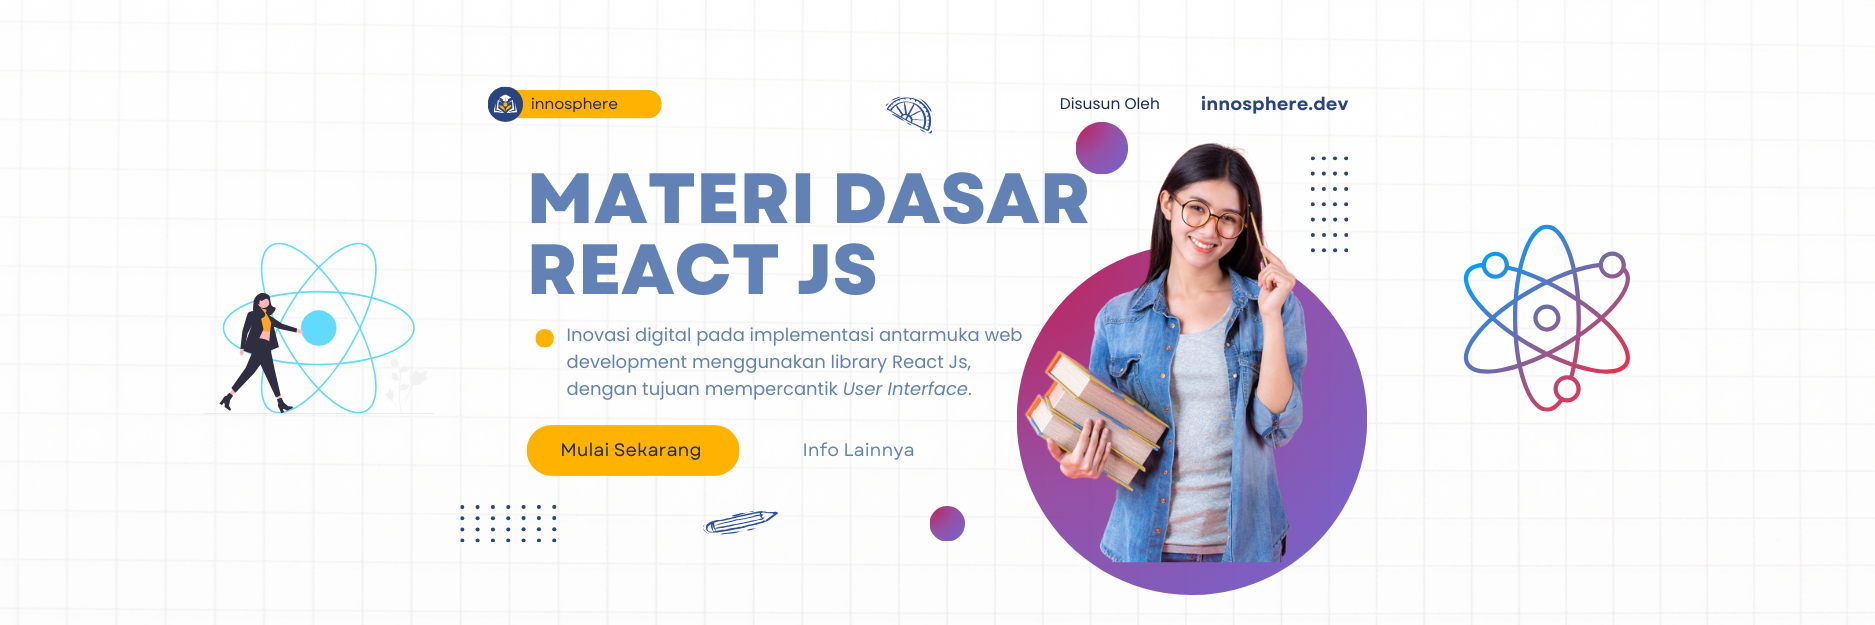 innosphere
Disusun Oleh
innosphere.dev
MATERI DASAR
REACT JS
Inovasi digital pada implementasi antarmuka web
development menggunakan library React Js,
dengan tujuan mempercantik User Interface.
Mulai Sekarang
Info Lainnya